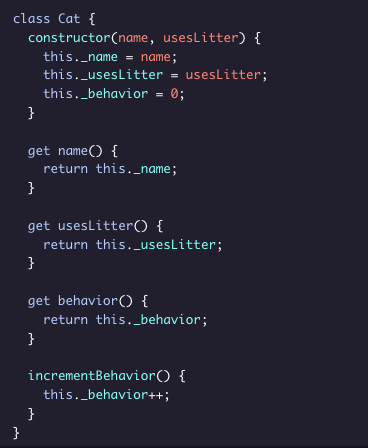 class Cat {
  constructor(name, usesLitter) {
    this._name = name;
    this._usesLitter = usesLitter;
    this._behavior = 0;
  }

  get name() {
    return this._name;
  }

  get usesLitter() {
    return this._usesLitter;
  }

  get behavior() {
    return this._behavior;
  }

  incrementBehavior() {
    this._behavior++;
  }
}